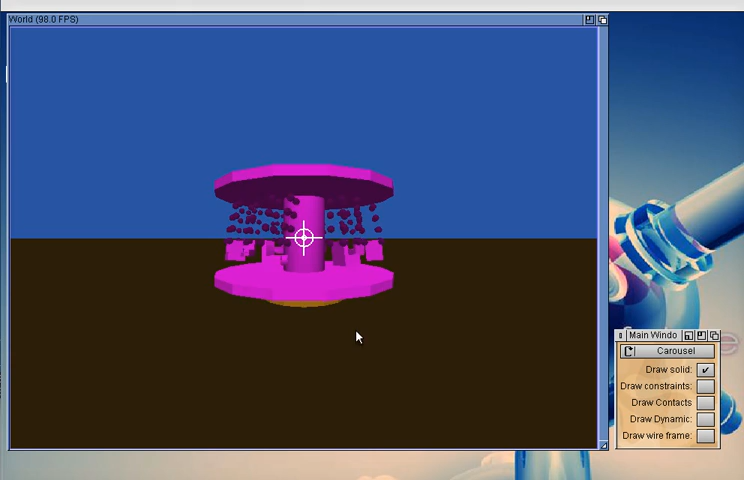 World (98.0 FPS)
Main Windo
Carousel
Draw solid:
Draw constraints:
Draw Contacts
Draw Dynamic:
Draw wire frame: